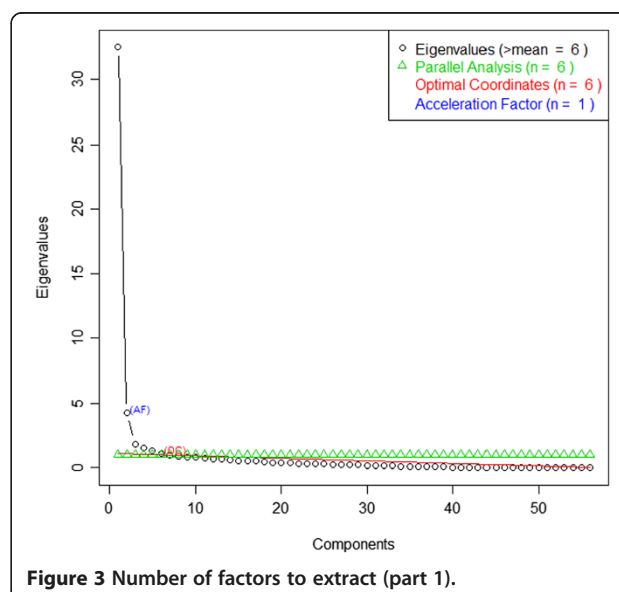 Eigenvalues (>mean = 6 )
Parallel Analysis (n = 6 )
Optimal Coordinates (n = 6 )
Acceleration Factor (n = 1 )
30
25
20
15
10
5
0
Eigenvalues
(AF)
(OC)
0 10 20 30 40 50
Components
Figure 3 Number of factors to extract (part 1).